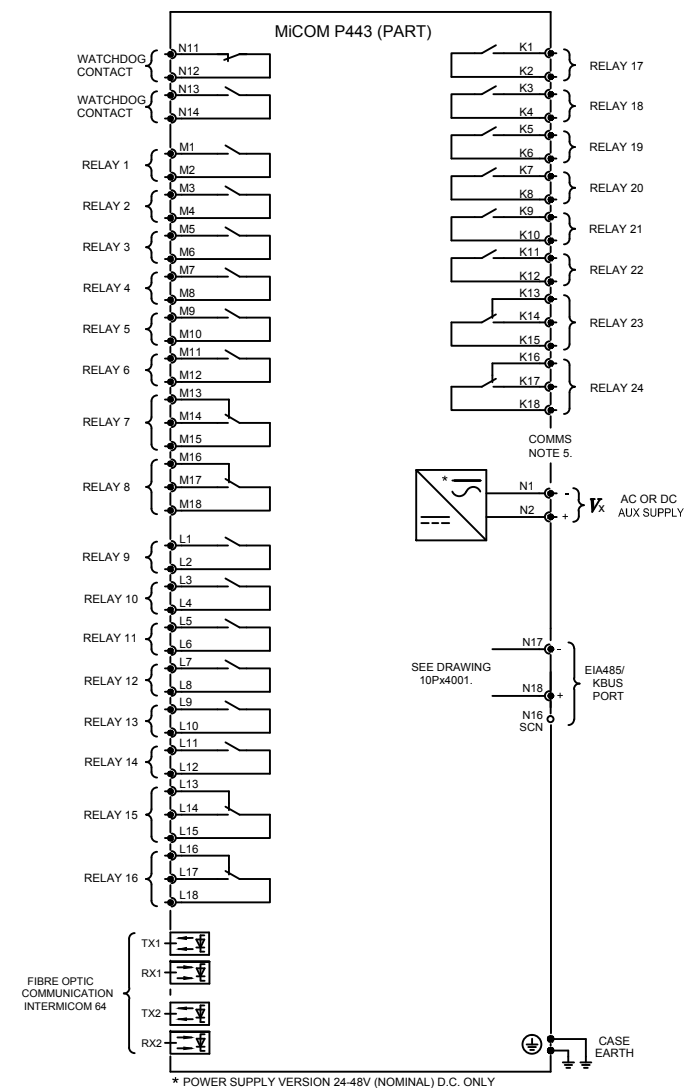 MiCOM P443 (PART)
WATCHDOG
CONTACT
N11
N12
WATCHDOG
CONTACT
N13
N14
RELAY 1
M1
M2
RELAY 2
M3
M4
RELAY 3
M5
M6
RELAY 4
M7
M8
RELAY 5
M9
M10
RELAY 6
M11
M12
RELAY 7
M13
M14
M15
RELAY 8
M16
M17
M18
RELAY 9
L1
L2
RELAY 10
L3
L4
RELAY 11
L5
L6
RELAY 12
L7
L8
RELAY 13
L9
L10
RELAY 14
L11
L12
RELAY 15
L13
L14
L15
RELAY 16
L16
L17
L18
FIBRE OPTIC
COMMUNICATION
INTERMICOM 64
TX1
RX1
TX2
RX2
K1
K2
RELAY 17
K3
K4
RELAY 18
K5
K6
RELAY 19
K7
K8
RELAY 20
K9
K10
RELAY 21
K11
K12
RELAY 22
K13
K14
K15
RELAY 23
K16
K17
K18
RELAY 24
COMMS
NOTE 5.
*
N1 -
N2 +
Vx
AC OR DC
AUX SUPPLY
SEE DRAWING
10Px4001.
N17 -
N18 +
N16
SCN
EIA485/
KBUS
PORT
CASE
EARTH
* POWER SUPPLY VERSION 24-48V (NOMINAL) D.C. ONLY